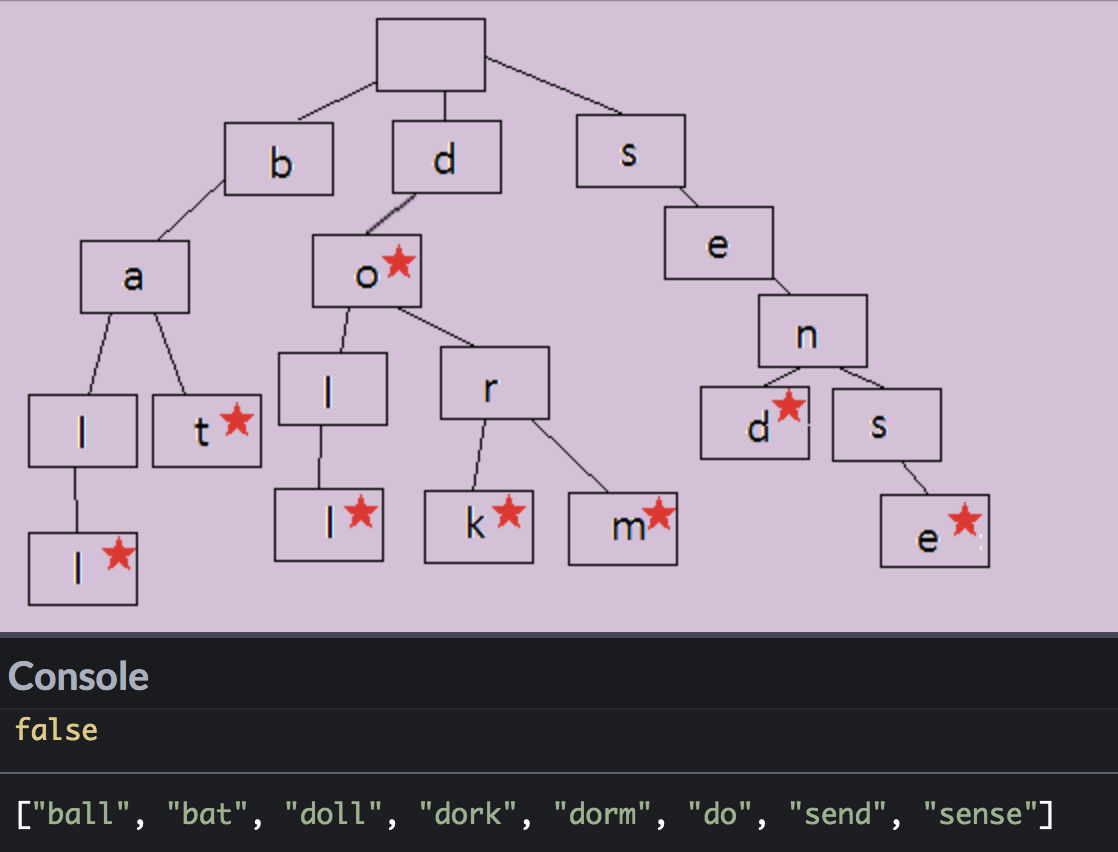 b d s
e
a o
n
l r
l t d s
l k m e
l
Console
false
["ball", "bat", "doll", "dork", "dorm", "do", "send", "sense"]